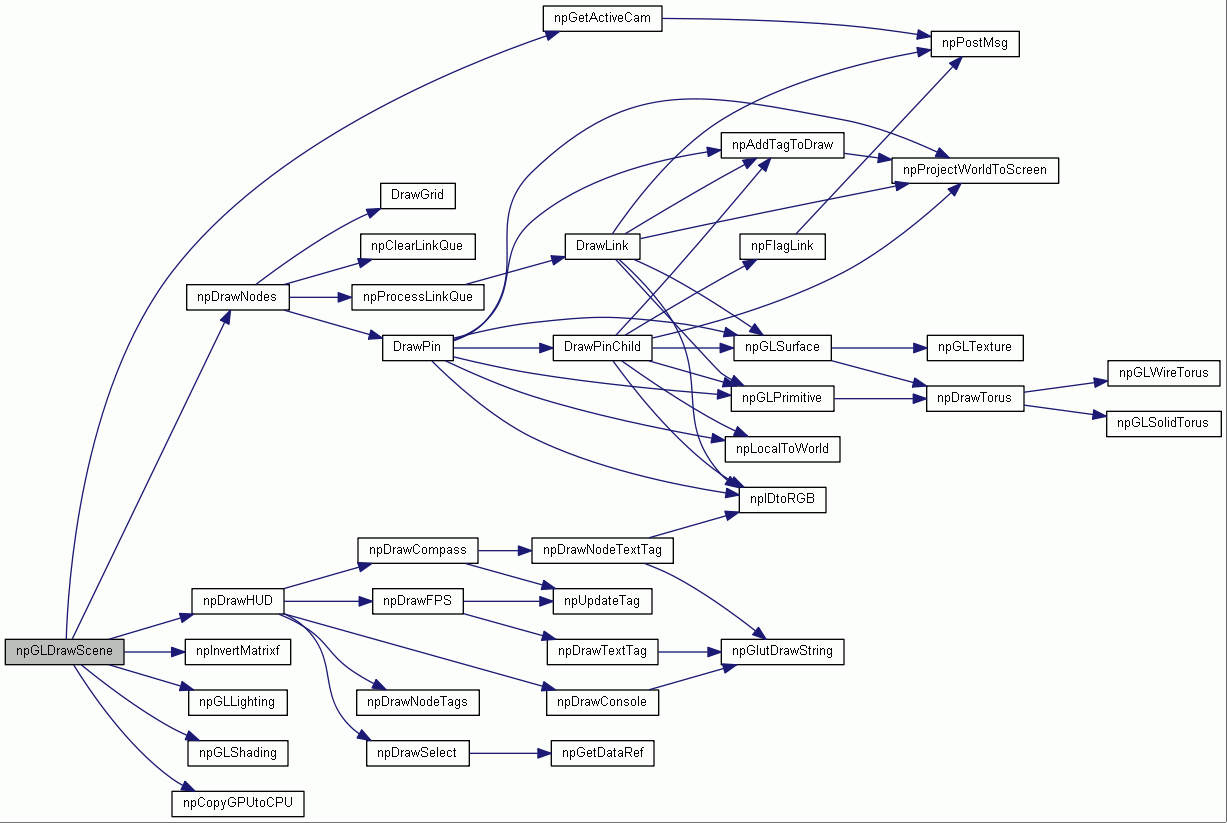 npGetActiveCam
npPostMsg
npAddTagToDraw
npProjectWorldToScreen
DrawGrid
npClearLinkQue
DrawLink
npFlagLink
npDrawNodes
npProcessLinkQue
DrawPin
DrawPinChild
npGLSurface
npGLTexture
npGLWireTorus
npGLPrimitive
npDrawTorus
npGLSolidTorus
npLocalToWorld
npIDtoRGB
npDrawCompass
npDrawNodeTextTag
npDrawHUD
npDrawFPS
npUpdateTag
npGLDrawScene
npInvertMatrixf
npDrawTextTag
npGlutDrawString
npGLLighting
npDrawNodeTags
npDrawConsole
npGLShading
npDrawSelect
npGetDataRef
npCopyGPUtoCPU